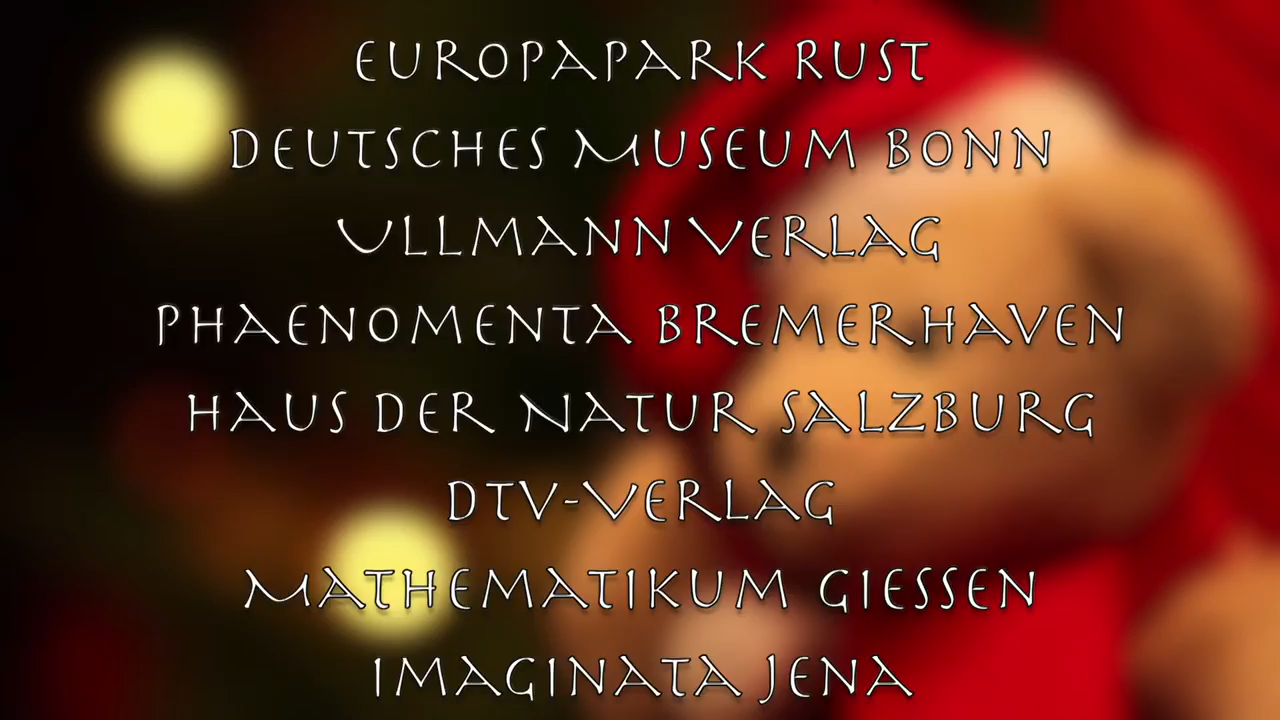 EUROPAPARK RUST
DEUTSCHES MUSEUM BONN
ULLMANN VERLAG
PHAENOMENTA BREMERHAVEN
HAUS DER NATUR SALZBURG
DTV-VERLAG
MATHEMATIKUM GIESSEN
IMAGINATA JENA